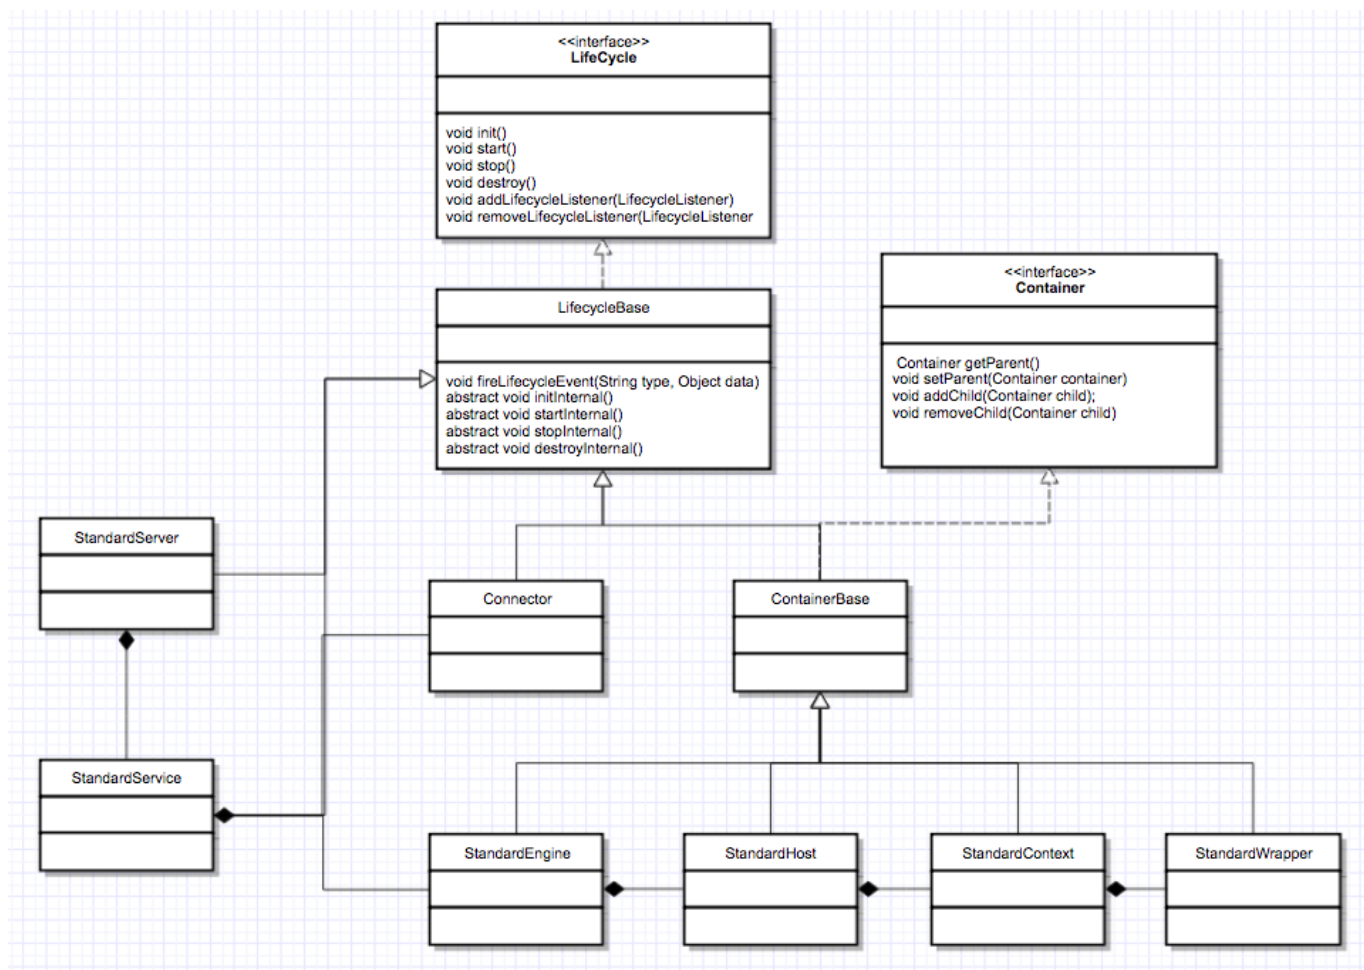 <<interface>>
LifeCycle
void init()
void start()
void stop()
void destroy()
void addLifecycleListener(LifecycleListener)
void removeLifecycleListener(LifecycleListener
<<interface>>
Container
Container getParent()
void setParent(Container container)
void addChild(Container child);
void removeChild(Container child)
LifecycleBase
void fireLifecycleEvent(String type, Object data)
abstract void initInternal()
abstract void startInternal()
abstract void stopInternal()
abstract void destroyInternal()
StandardServer
Connector
ContainerBase
StandardService
StandardEngine
StandardHost
StandardContext
StandardWrapper